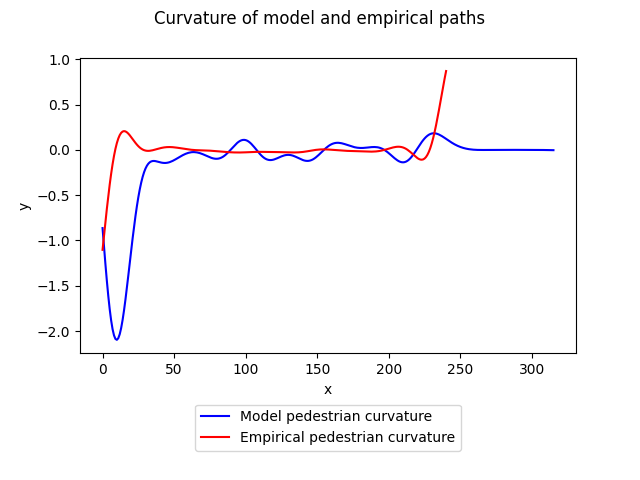 Curvature of model and empirical paths
1.0
0.5
0.0
−0.5
−1.0
−1.5
−2.0
y
0 50 100 150 200 250 300
x
Model pedestrian curvature
Empirical pedestrian curvature